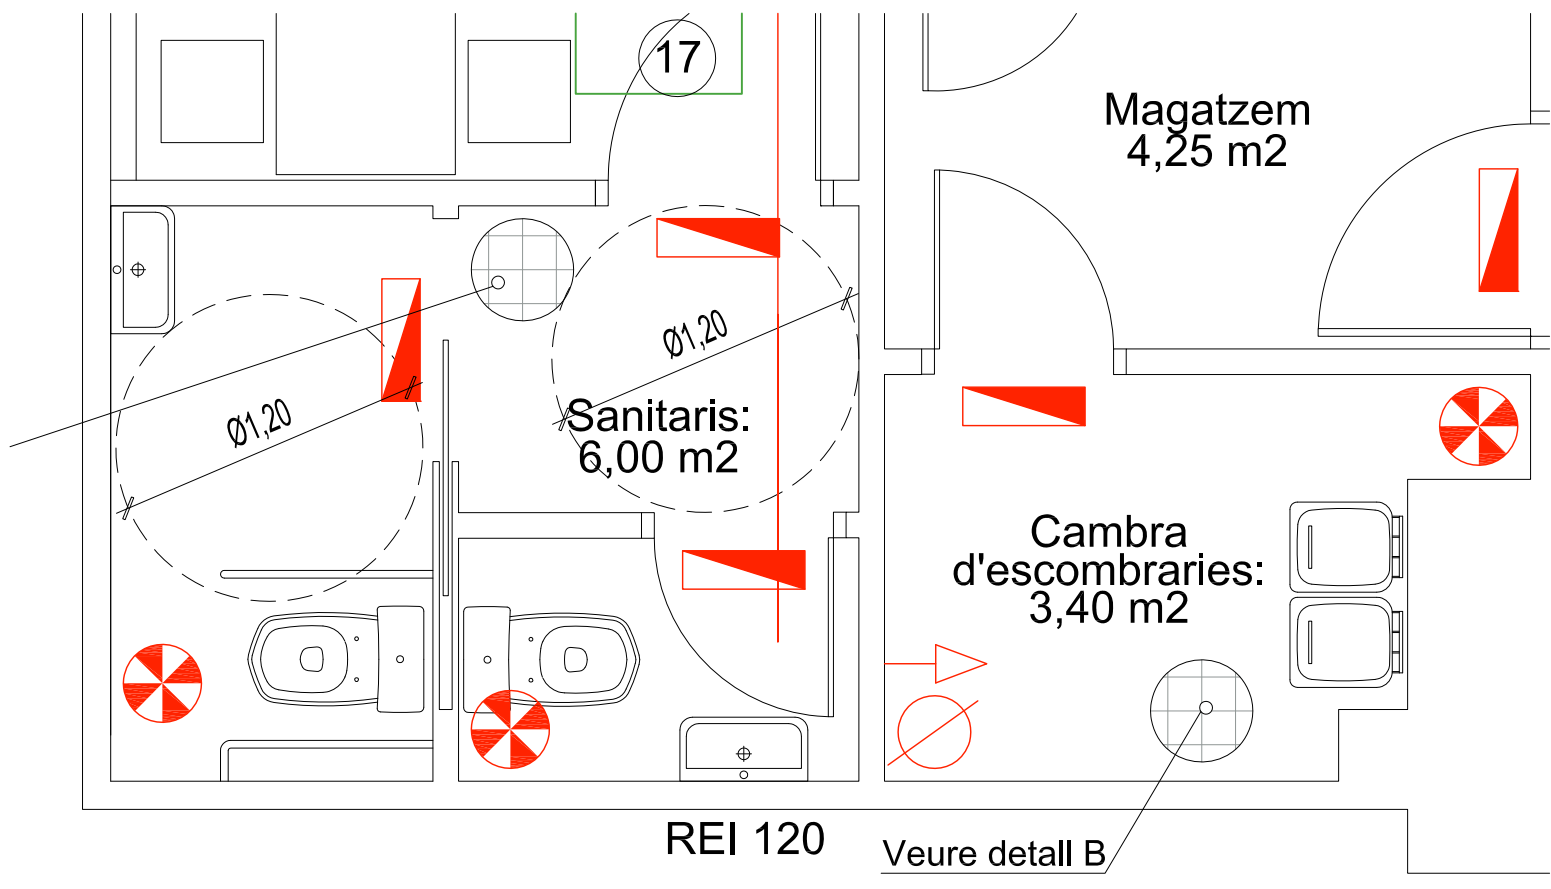 17
Magatzem
4,25 m2
Ø1,20
Ø1,20
Sanitaris:
6,00 m2
Cambra
d'escombraries:
3,40 m2
REI 120
Veure detall B